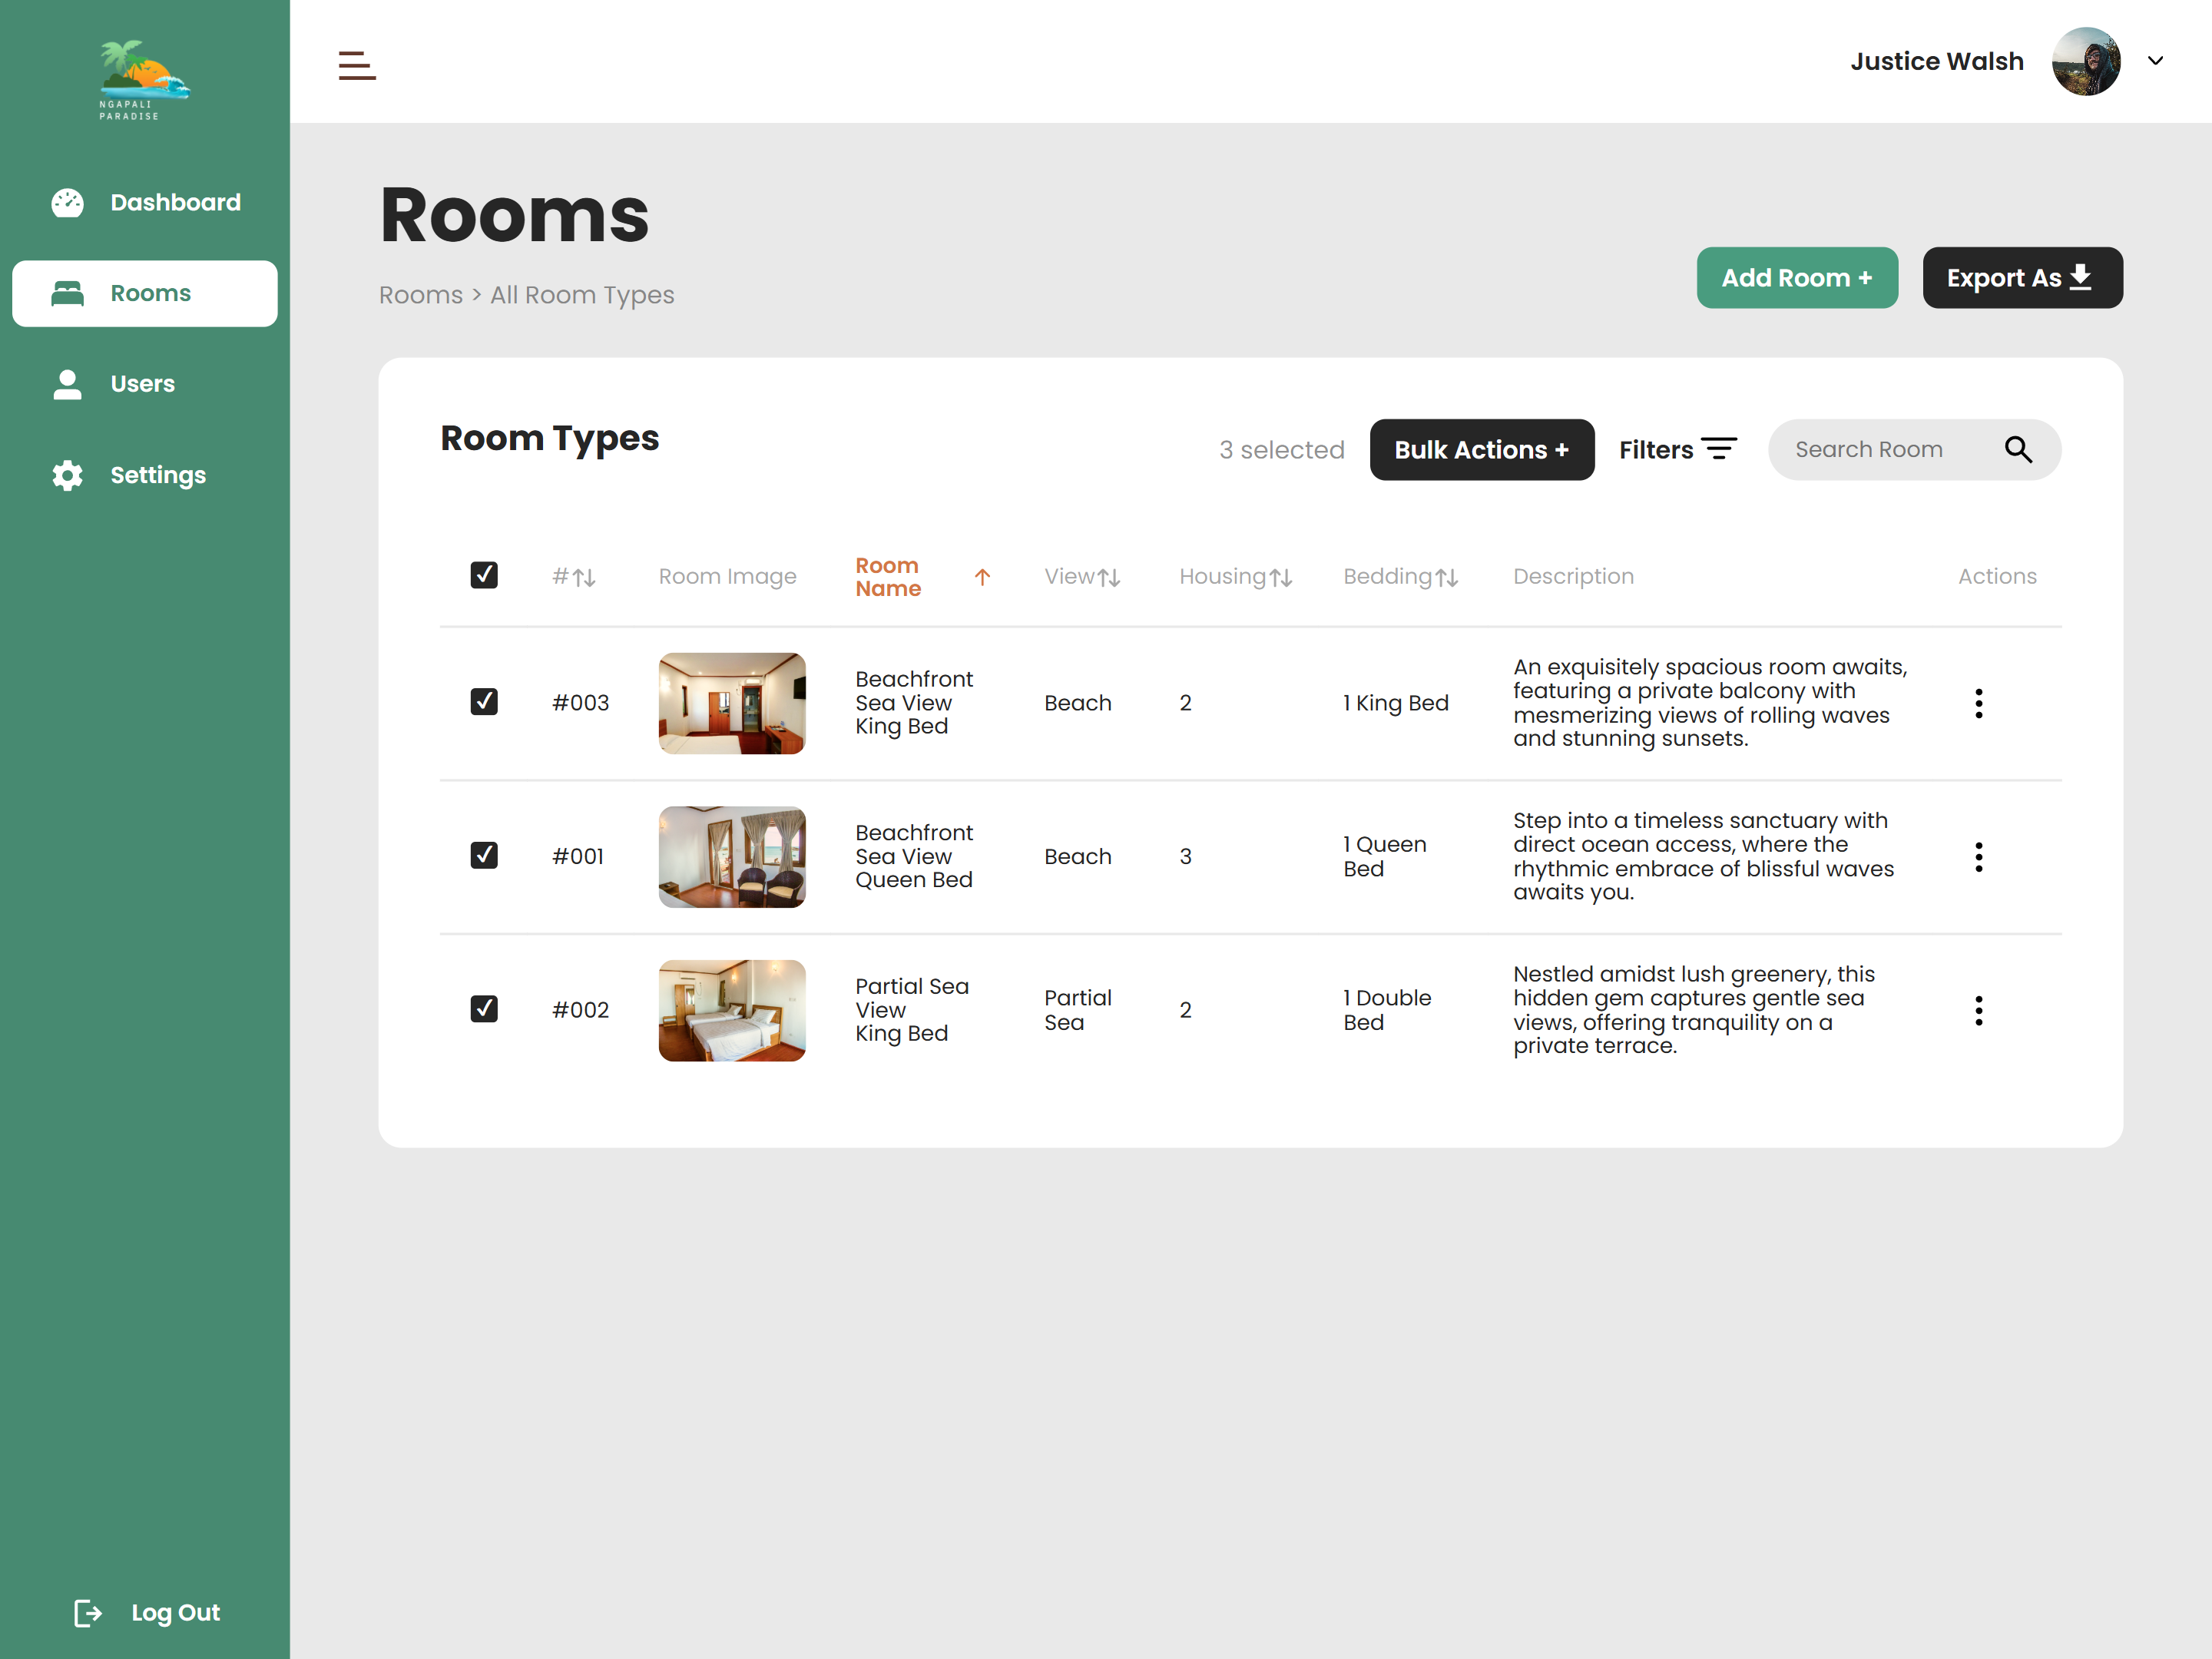 NGAPALI
PARADISE
Justice Walsh
Dashboard
Rooms
Users
Settings
Log Out
Rooms
Rooms > All Room Types
Add Room +
Export As
Room Types
3 selected
Bulk Actions +
Filters
Search Room
#
Room Image
Room
Name
View
Housing
Bedding
Description
Actions
#003
Beachfront
Sea View
King Bed
Beach
2
1 King Bed
An exquisitely spacious room awaits,
featuring a private balcony with
mesmerizing views of rolling waves
and stunning sunsets.
#001
Beachfront
Sea View
Queen Bed
Beach
3
1 Queen
Bed
Step into a timeless sanctuary with
direct ocean access, where the
rhythmic embrace of blissful waves
awaits you.
#002
Partial Sea
View
King Bed
Partial
Sea
2
1 Double
Bed
Nestled amidst lush greenery, this
hidden gem captures gentle sea
views, offering tranquility on a
private terrace.